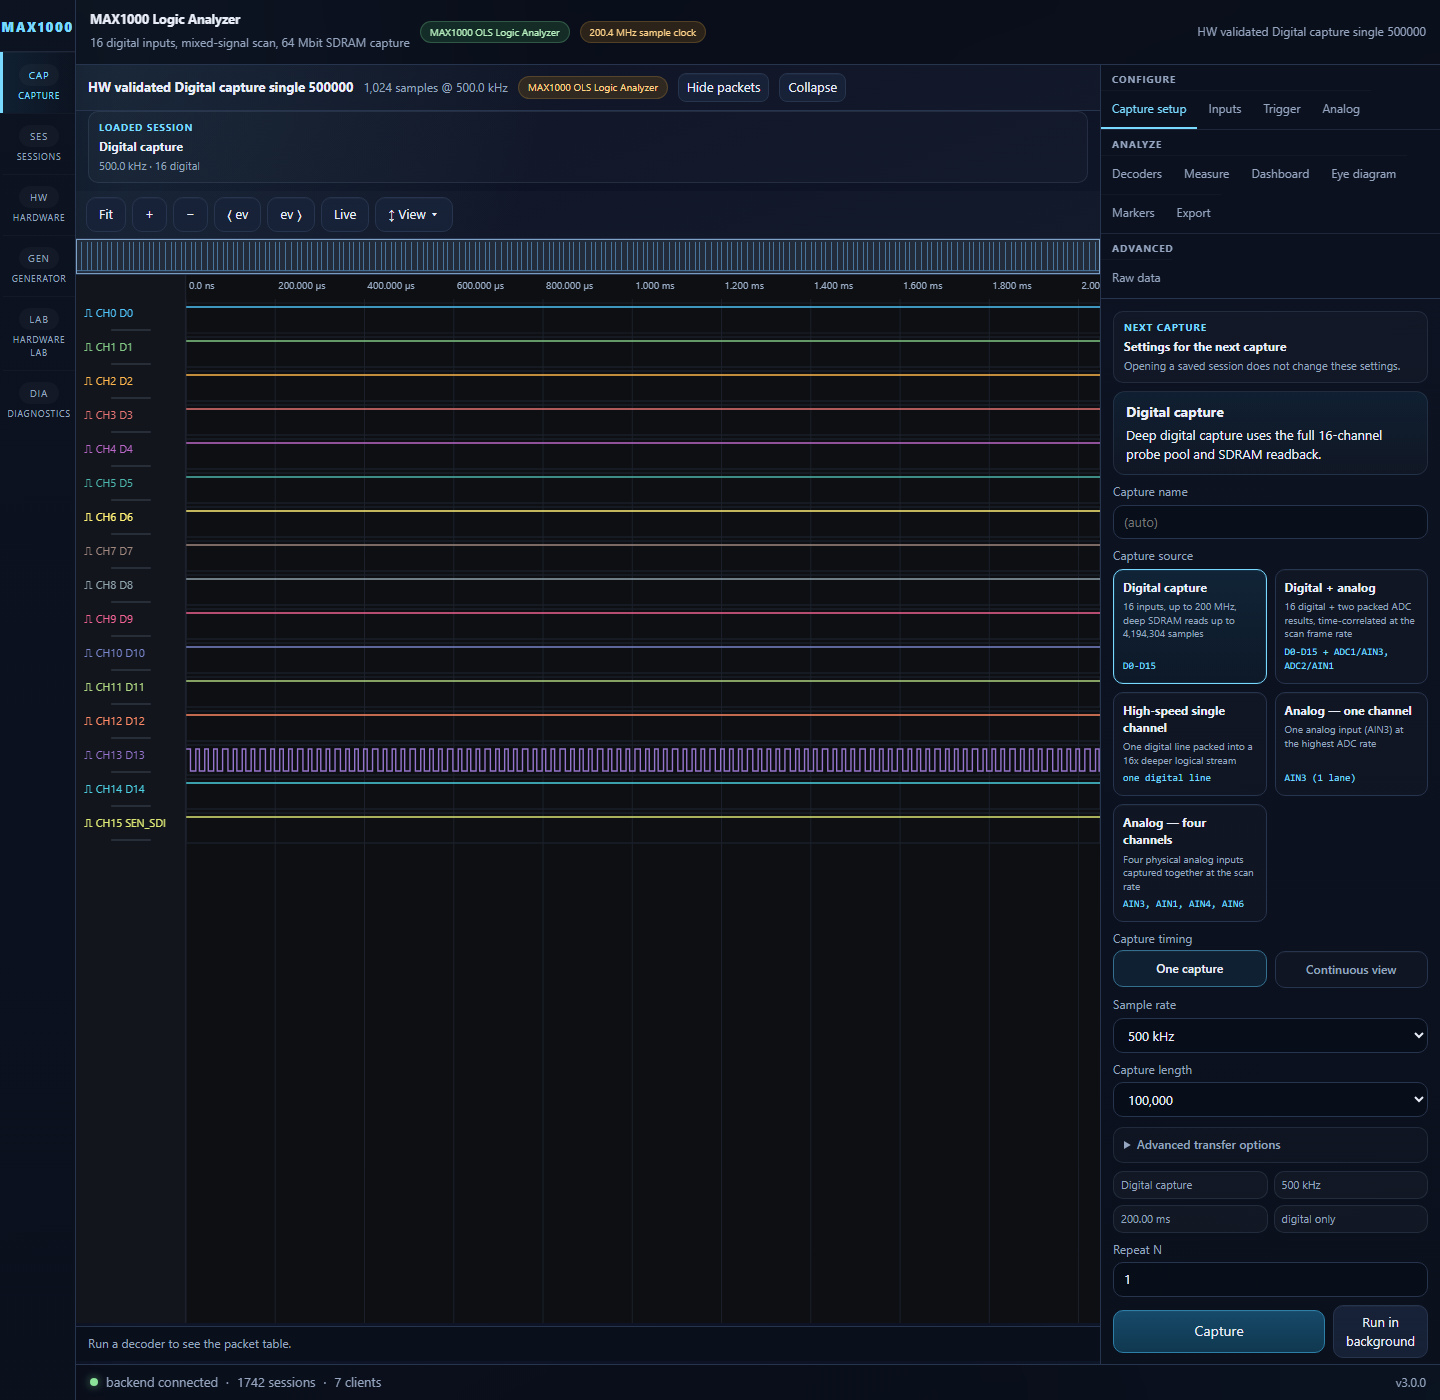 MAX1000
CAP
CAPTURE
SES
SESSIONS
HW
HARDWARE
GEN
GENERATOR
LAB
HARDWARE
LAB
DIA
DIAGNOSTICS
MAX1000 Logic Analyzer
16 digital inputs, mixed-signal scan, 64 Mbit SDRAM capture
MAX1000 OLS Logic Analyzer
200.4 MHz sample clock
HW validated Digital capture single 500000
HW validated Digital capture single 500000 1,024 samples @ 500.0 kHz MAX1000 OLS Logic Analyzer Hide packets Collapse
LOADED SESSION
Digital capture
500.0 kHz · 16 digital
Fit + − ⟨ ev ev ⟩ Live ↕ View ▾
0.0 ns 200.000 µs 400.000 µs 600.000 µs 800.000 µs 1.000 ms 1.200 ms 1.400 ms 1.600 ms 1.800 ms 2.00
CH0 D0
CH1 D1
CH2 D2
CH3 D3
CH4 D4
CH5 D5
CH6 D6
CH7 D7
CH8 D8
CH9 D9
CH10 D10
CH11 D11
CH12 D12
CH13 D13
CH14 D14
CH15 SEN_SDI
Run a decoder to see the packet table.
CONFIGURE
Capture setup Inputs Trigger Analog
ANALYZE
Decoders Measure Dashboard Eye diagram
Markers Export
ADVANCED
Raw data
NEXT CAPTURE
Settings for the next capture
Opening a saved session does not change these settings.
Digital capture
Deep digital capture uses the full 16-channel
probe pool and SDRAM readback.
Capture name
(auto)
Capture source
Digital capture
16 inputs, up to 200 MHz,
deep SDRAM reads up to
4,194,304 samples
D0-D15
Digital + analog
16 digital + two packed ADC
results, time-correlated at the
scan frame rate
D0-D15 + ADC1/AIN3,
ADC2/AIN1
High-speed single
channel
One digital line packed into a
16x deeper logical stream
one digital line
Analog — one channel
One analog input (AIN3) at
the highest ADC rate
AIN3 (1 lane)
Analog — four
channels
Four physical analog inputs
captured together at the scan
rate
AIN3, AIN1, AIN4, AIN6
Capture timing
One capture Continuous view
Sample rate
500 kHz
Capture length
100,000
▶ Advanced transfer options
Digital capture 500 kHz
200.00 ms digital only
Repeat N
1
Capture
Run in
background
backend connected · 1742 sessions · 7 clients
v3.0.0